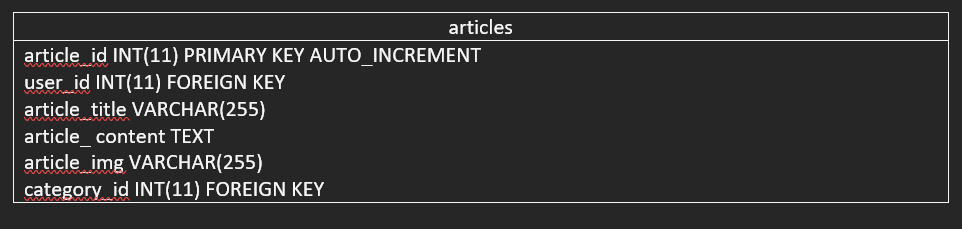 articles
article_id INT(11) PRIMARY KEY AUTO_INCREMENT
user_id INT(11) FOREIGN KEY
article_title VARCHAR(255)
article_ content TEXT
article_img VARCHAR(255)
category_id INT(11) FOREIGN KEY